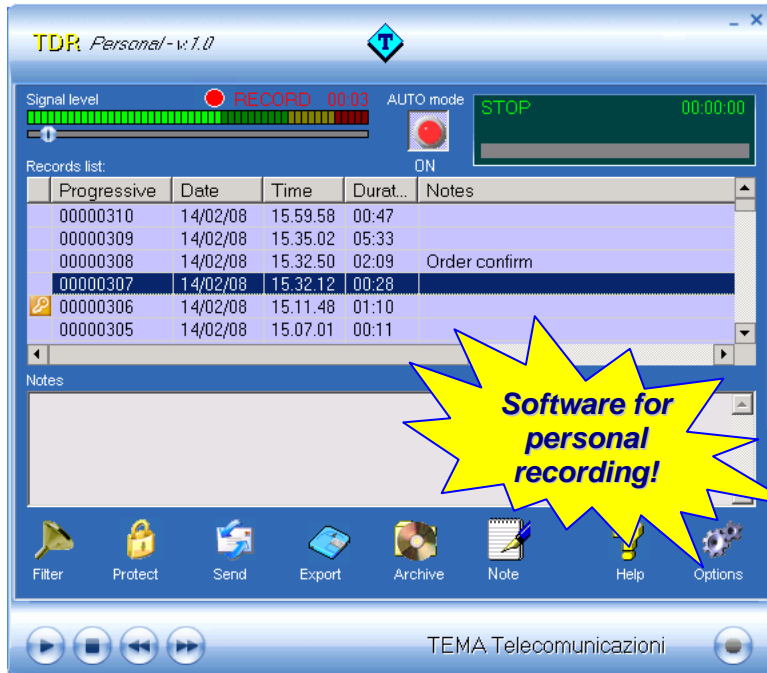 TDR Personal - v.1.0
T
Signal level
RECORD 00:03
AUTO mode
STOP 00:00:00
ON
Records list:
Progressive Date Time Durat... Notes
00000310 14/02/08 15.59.58 00:47
00000309 14/02/08 15.35.02 05:33
00000308 14/02/08 15.32.50 02:09 Order confirm
00000307 14/02/08 15.32.12 00:28
00000306 14/02/08 15.11.48 01:10
00000305 14/02/08 15.07.01 00:11
Notes
Software for
personal
recording!
Filter Protect Send Export Archive Note Help Options
TEMA Telecomunicazioni